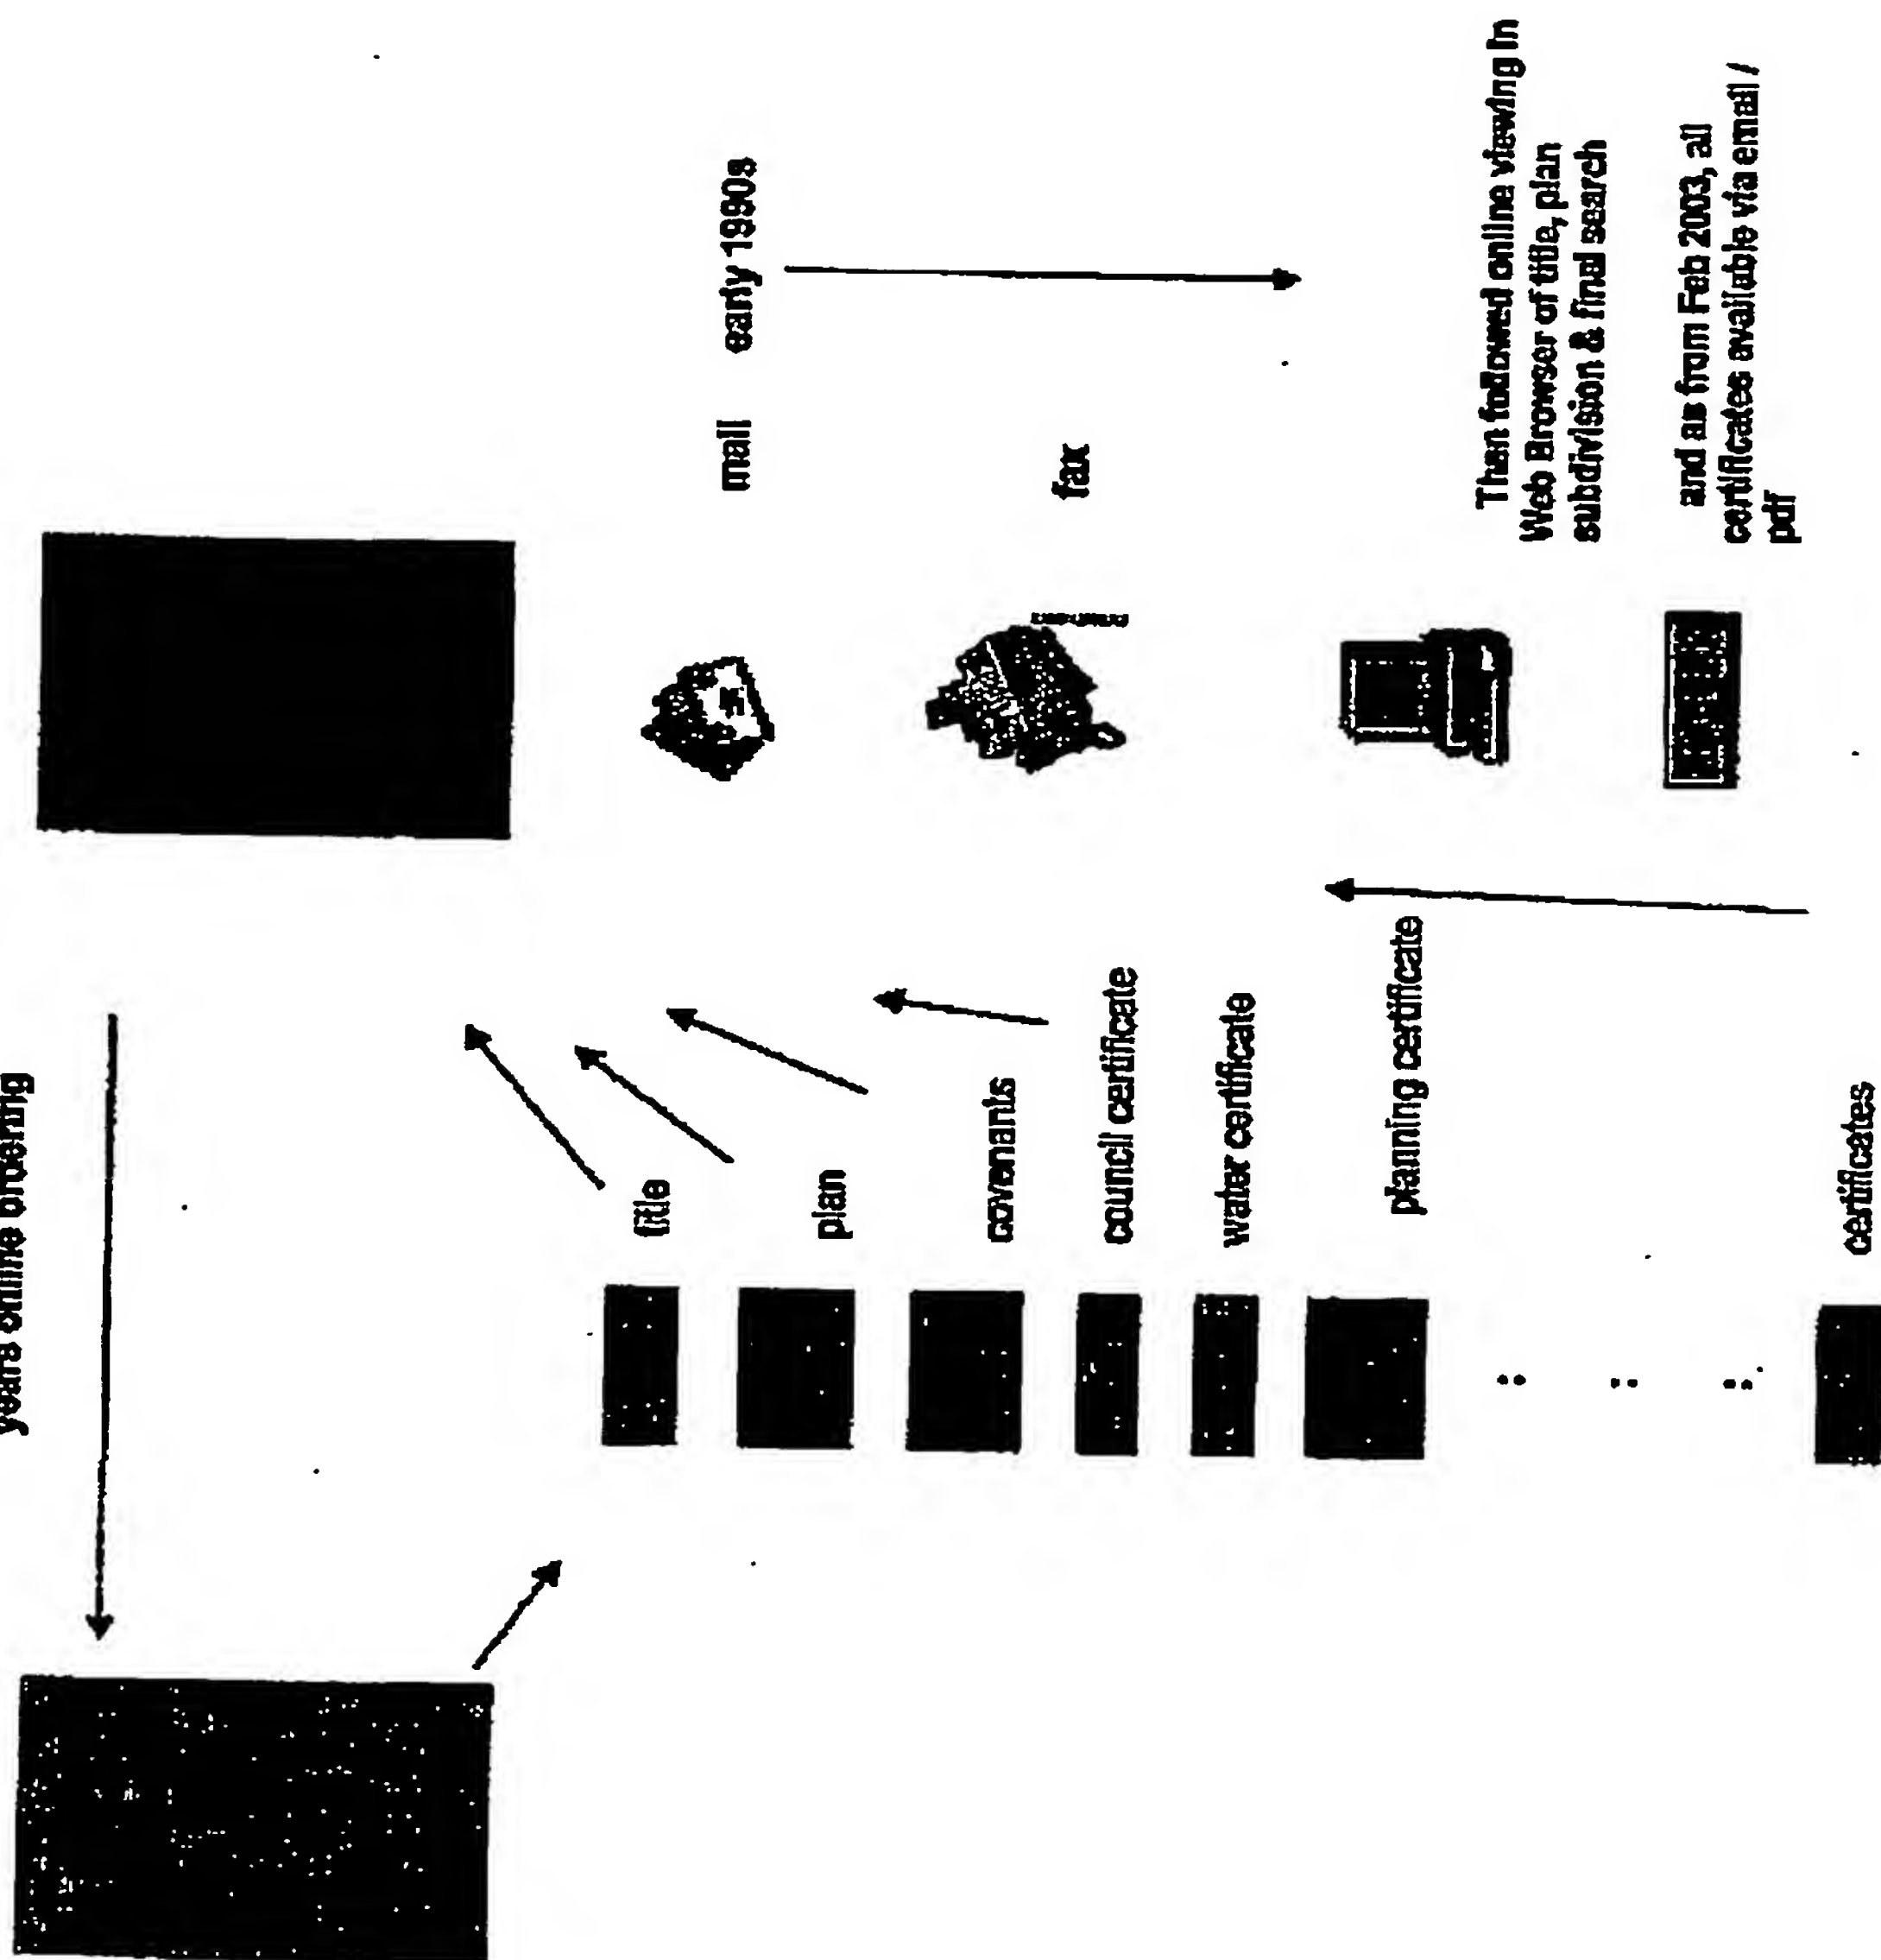 years online ordering
mail early 1990s
fax
Then followed online viewing in
Web Browser of title, plan
subdivision & final search
and as from Feb 2003, all
certificates available via email /
pdf
title
plan
covenants
council certificate
water certificate
planning certificate
certificates